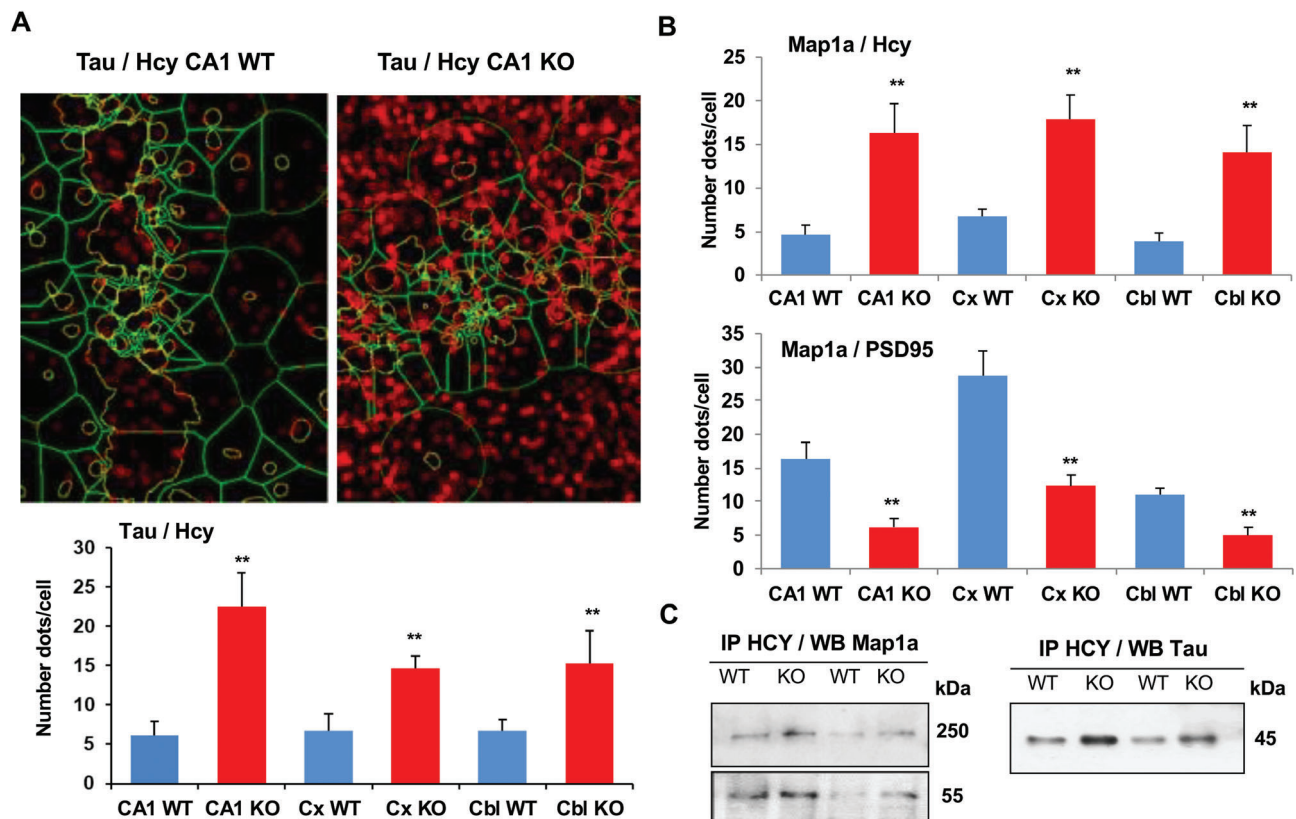 A
Tau / Hcy CA1 WT
Tau / Hcy CA1 KO
Tau / Hcy
Number dots/cell
30
25
20
15
10
5
0
**
**
**
CA1 WT CA1 KO Cx WT Cx KO Cbl WT Cbl KO
B
Map1a / Hcy
Number dots/cell
25
20
15
10
5
0
**
**
**
CA1 WT CA1 KO Cx WT Cx KO Cbl WT Cbl KO
Map1a / PSD95
Number dots/cell
35
30
25
20
15
10
5
0
**
**
**
CA1 WT CA1 KO Cx WT Cx KO Cbl WT Cbl KO
C
IP HCY / WB Map1a
WT KO WT KO
kDa
250
55
IP HCY / WB Tau
WT KO WT KO
kDa
45